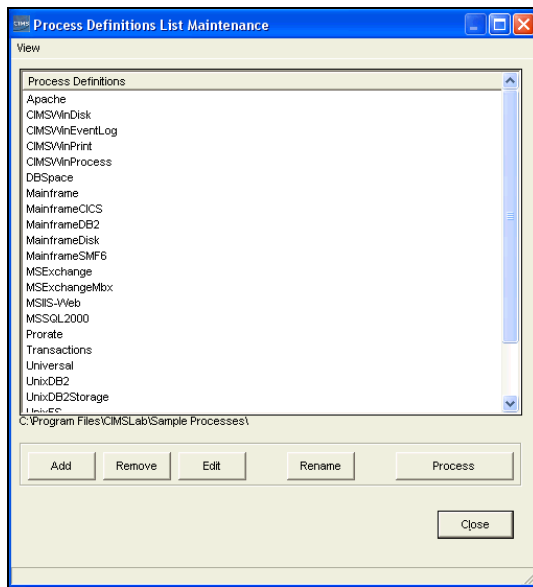 CIMS Process Definitions List Maintenance
View
Process Definitions
Apache
CIMSWinDisk
CIMSWinEventLog
CIMSWinPrint
CIMSWinProcess
DBSpace
Mainframe
MainframeCICS
MainframeDB2
MainframeDisk
MainframeSMF6
MSExchange
MSExchangeMbx
MSIIS-Web
MSSQL2000
Prorate
Transactions
Universal
UnixDB2
UnixDB2Storage
UnixFS
C:\Program Files\CIMSLab\Sample Processes\
Add Remove Edit Rename Process
Close